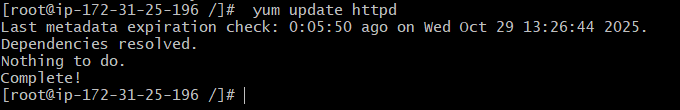 [root@ip-172-31-25-196 /]#  yum update httpd
Last metadata expiration check: 0:05:50 ago on Wed Oct 29 13:26:44 2025.
Dependencies resolved.
Nothing to do.
Complete!
[root@ip-172-31-25-196 /]#